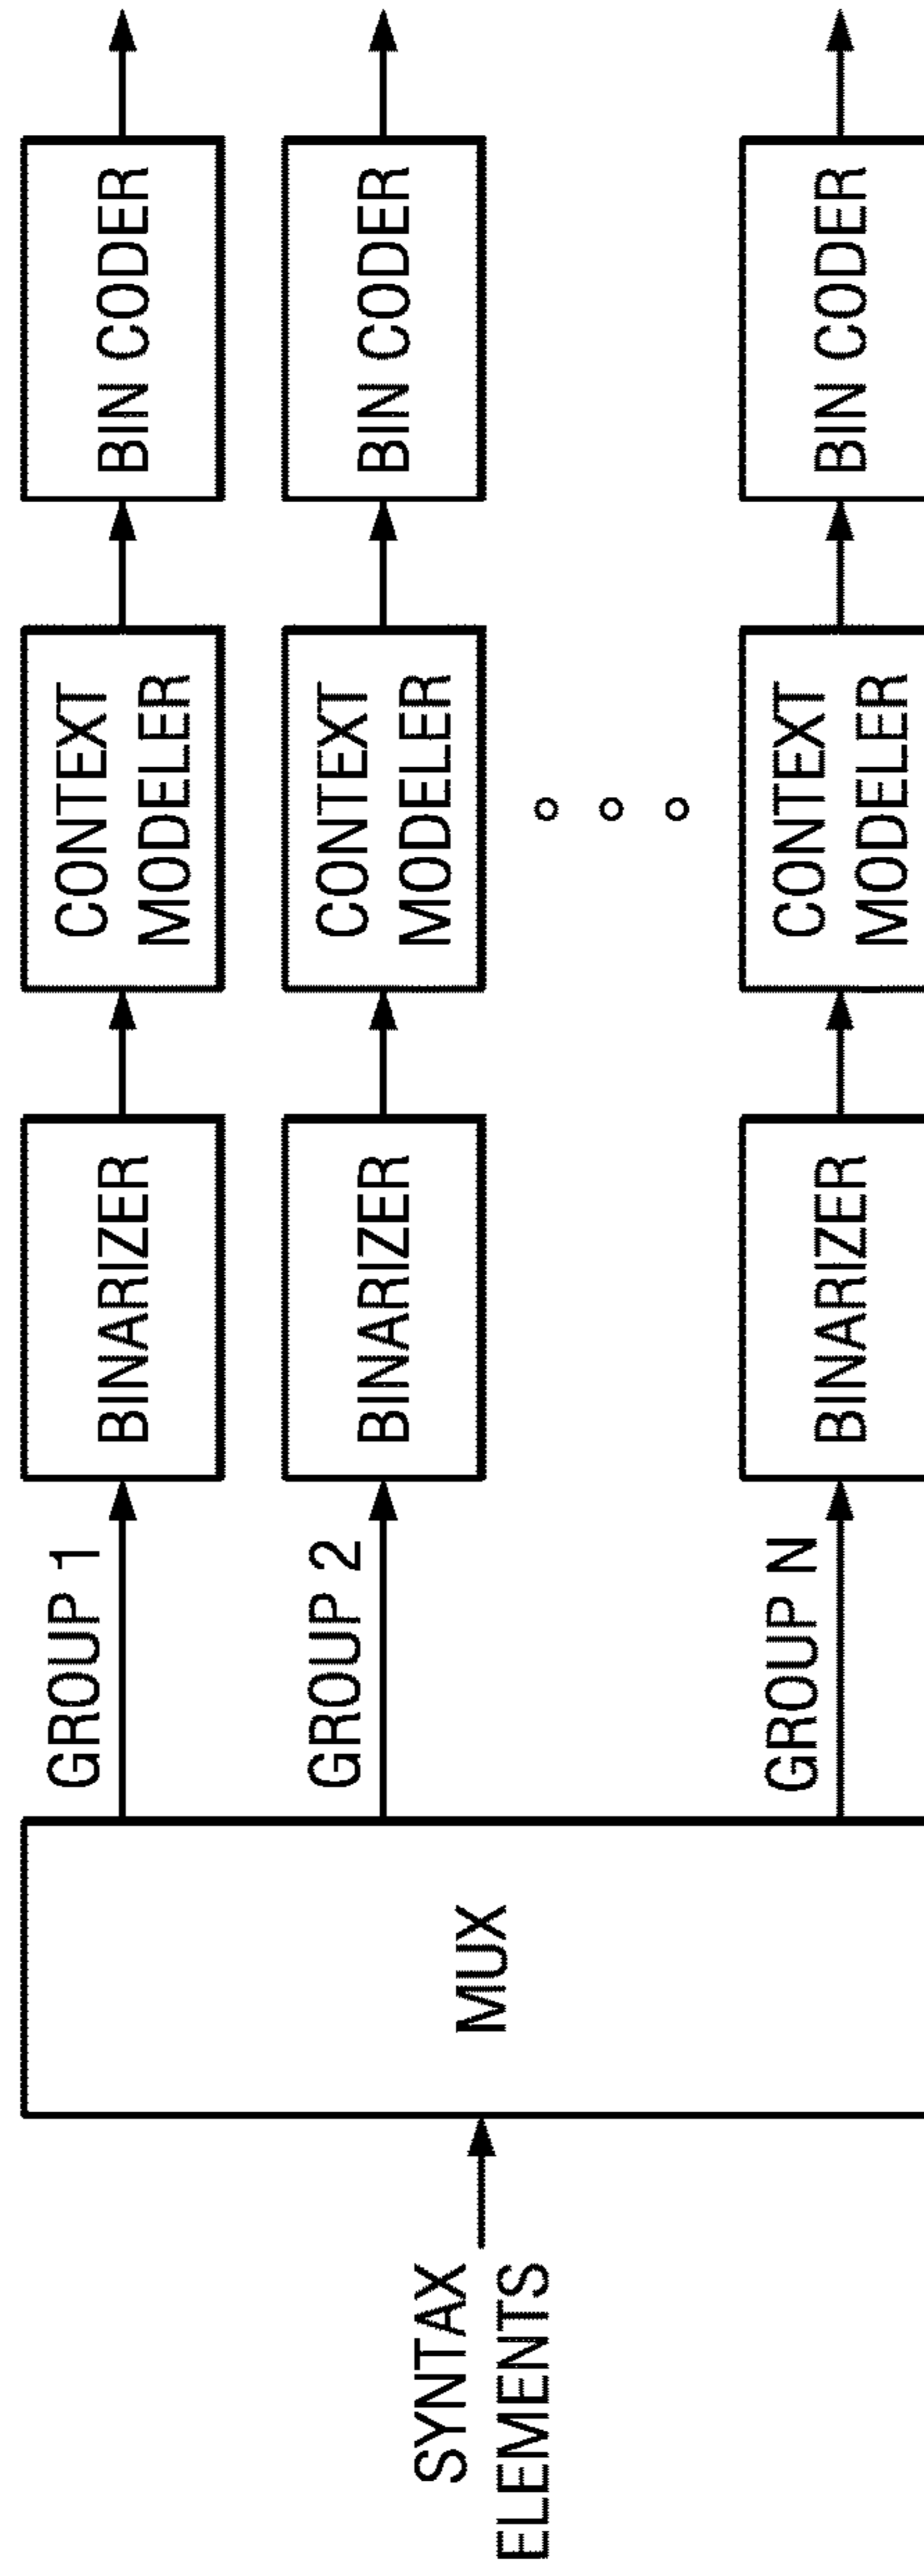 SYNTAX
ELEMENTS
MUX
GROUP 1
BINARIZER
CONTEXT
MODELER
BIN CODER
GROUP 2
BINARIZER
CONTEXT
MODELER
BIN CODER
GROUP N
BINARIZER
CONTEXT
MODELER
BIN CODER